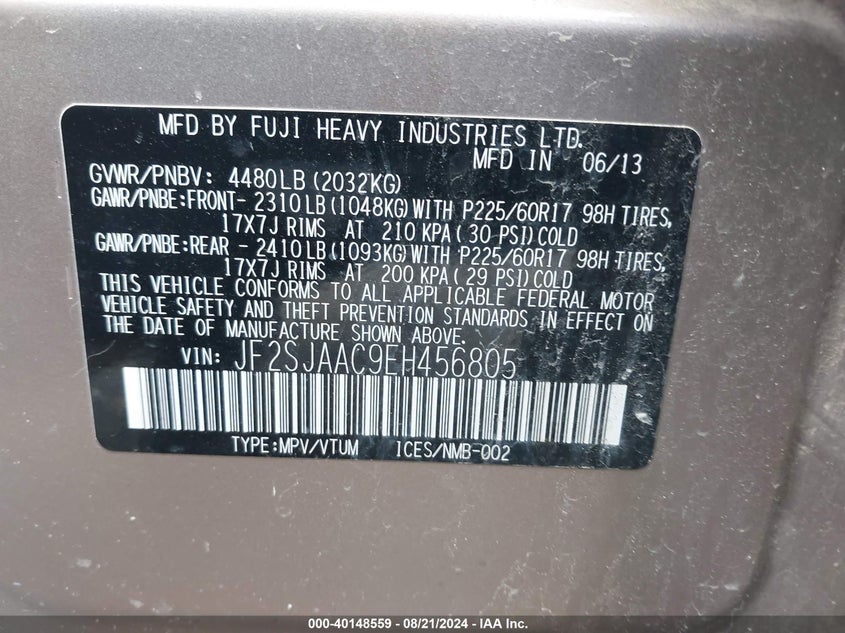 MFD BY FUJI HEAVY INDUSTRIES LTD.
MFD IN 06/13
GVWR/PNBV: 4480LB (2032KG)
GAWR/PNBE:FRONT- 2310LB (1048KG) WITH P225/60R17 98H TIRES,
17X7J RIMS AT 210 KPA ( 30 PSI) COLD
GAWR/PNBE:REAR - 2410LB (1093KG) WITH P225/60R17 98H TIRES,
17X7J RIMS AT 200 KPA ( 29 PSI) COLD
THIS VEHICLE CONFORMS TO ALL APPLICABLE FEDERAL MOTOR
VEHICLE SAFETY AND THEFT PREVENTION STANDARDS IN EFFECT ON
THE DATE OF MANUFACTURE SHOWN ABOVE.
VIN: JF2SJAAC9EH456805
TYPE:MPV/VTUM ICES/NMB-002
000-40148559 - 08/21/2024 - IAA Inc.